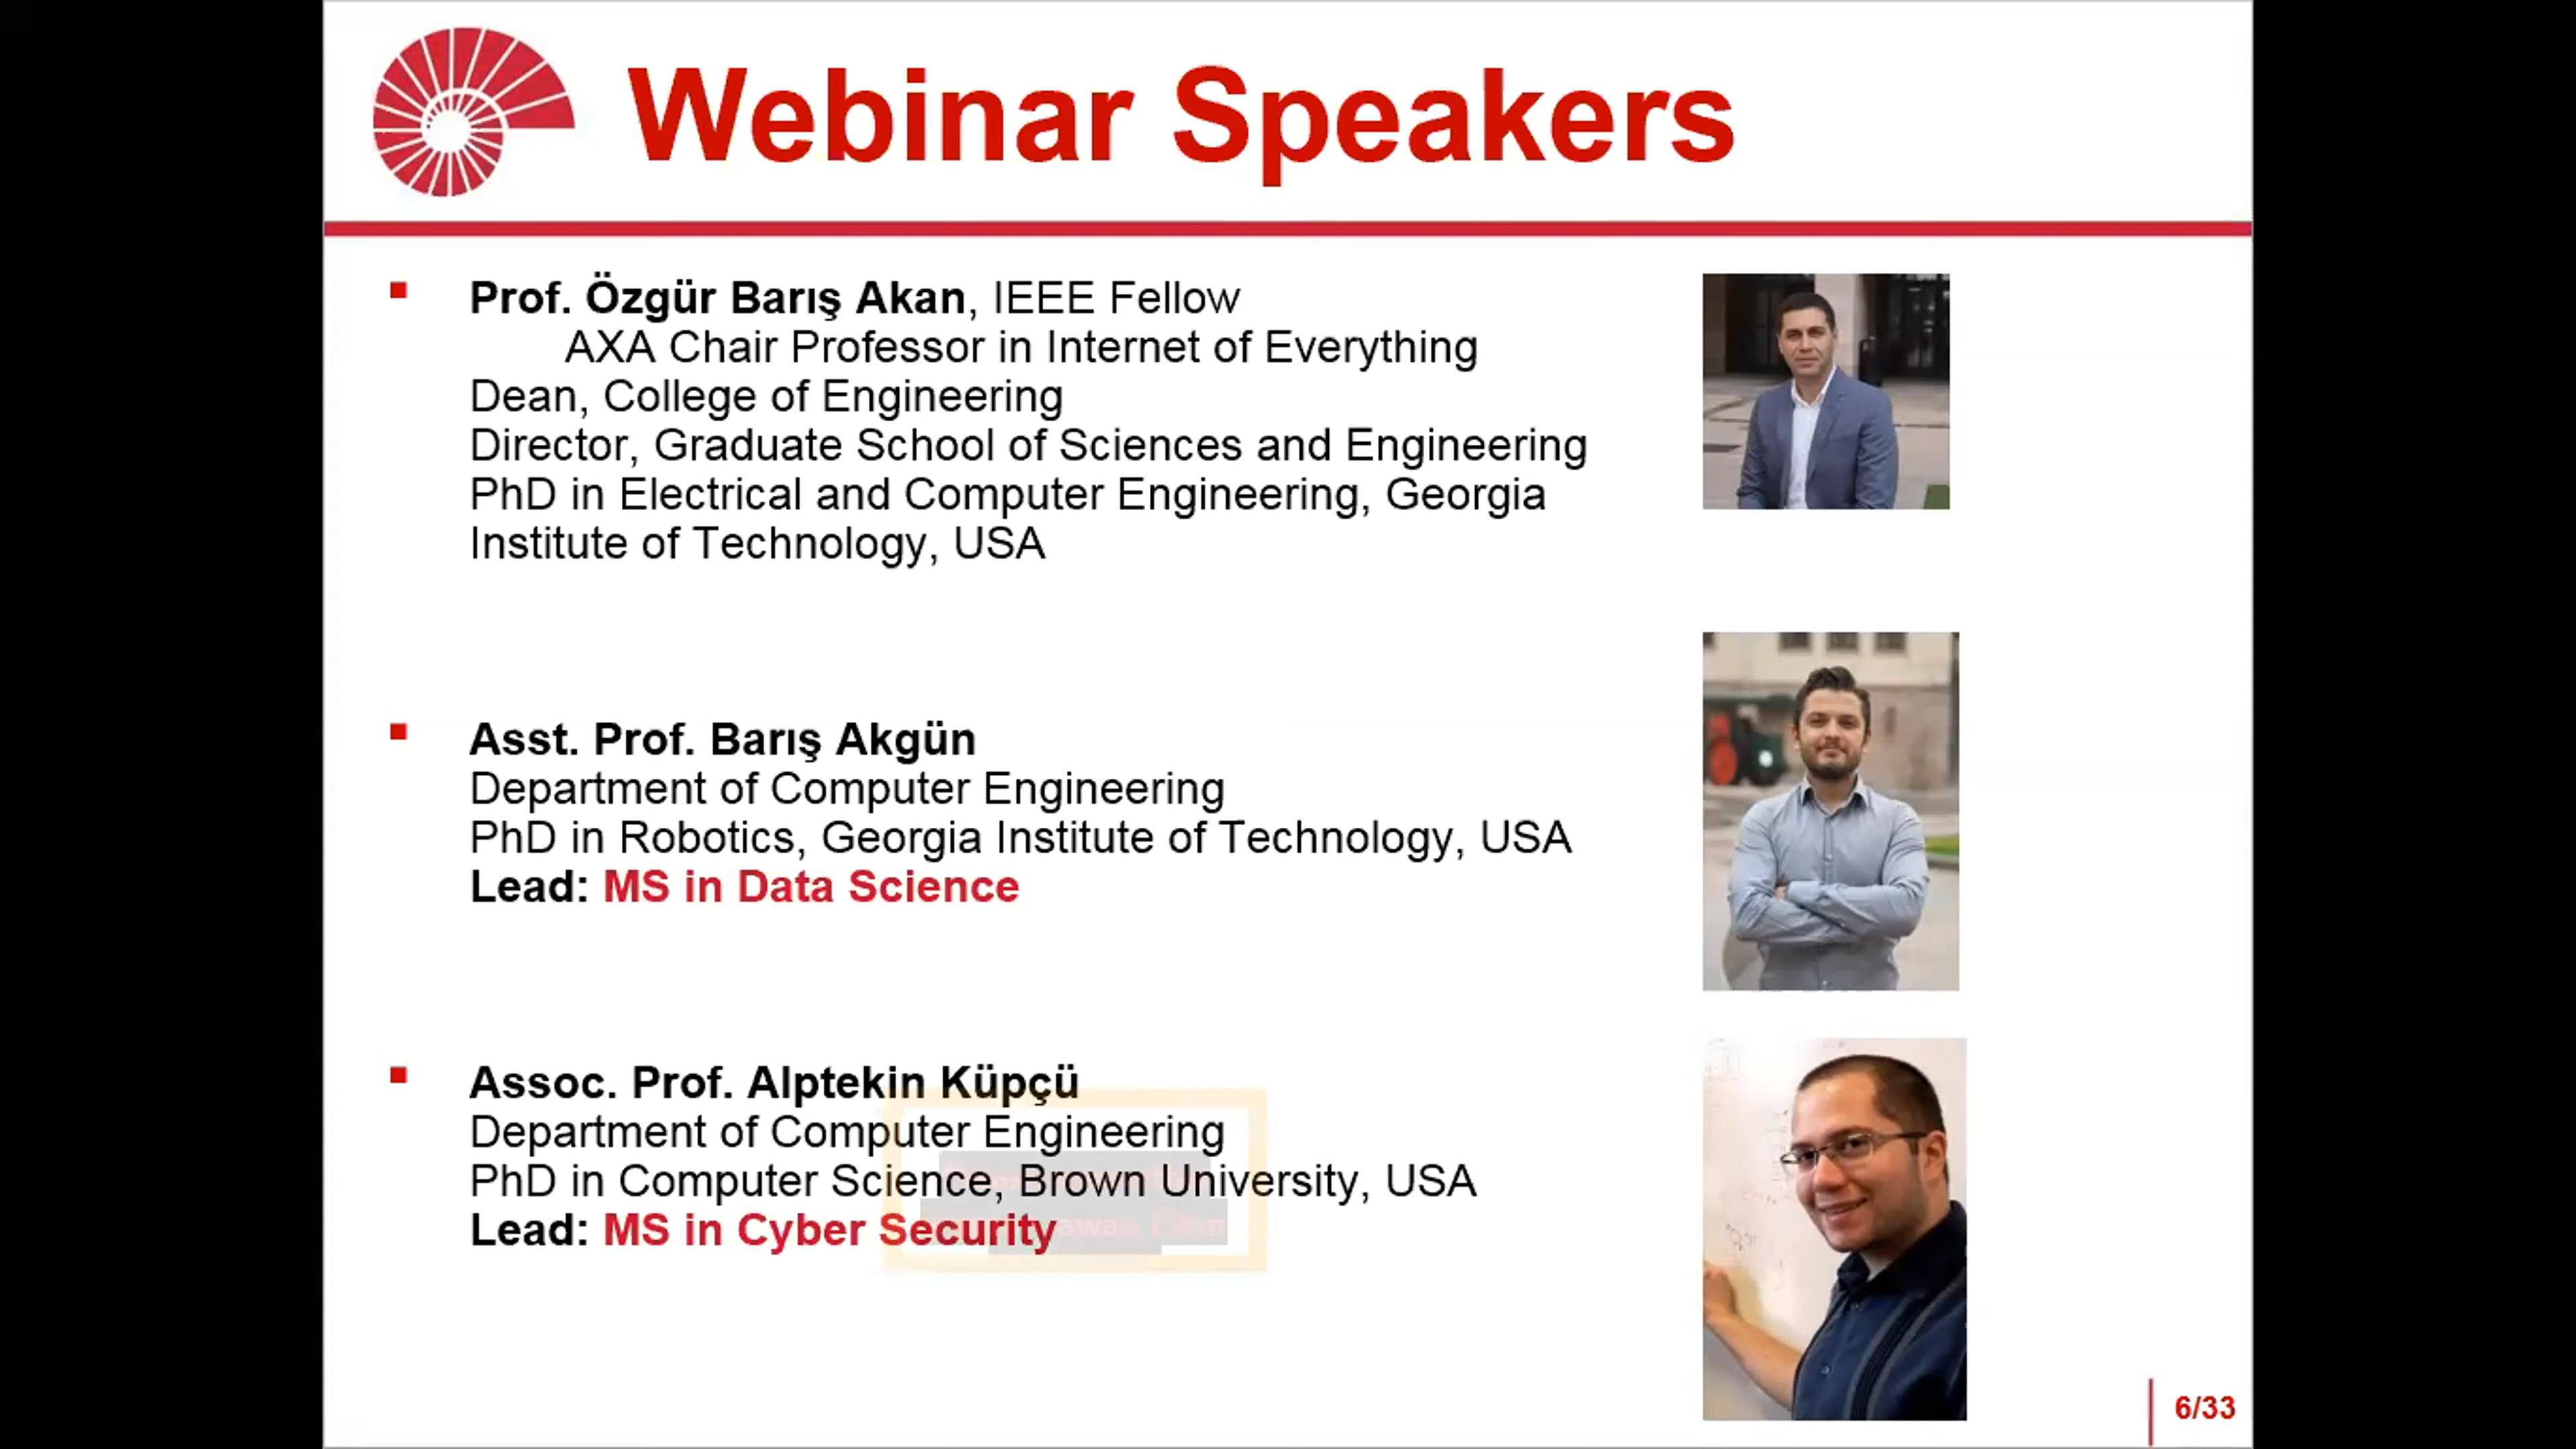 Webinar Speakers
Prof. Özgür Barış Akan, IEEE Fellow
AXA Chair Professor in Internet of Everything
Dean, College of Engineering
Director, Graduate School of Sciences and Engineering
PhD in Electrical and Computer Engineering, Georgia
Institute of Technology, USA
Asst. Prof. Barış Akgün
Department of Computer Engineering
PhD in Robotics, Georgia Institute of Technology, USA
Lead: MS in Data Science
Assoc. Prof. Alptekin Küpçü
Department of Computer Engineering
PhD in Computer Science, Brown University, USA
Lead: MS in Cyber Security
6/33